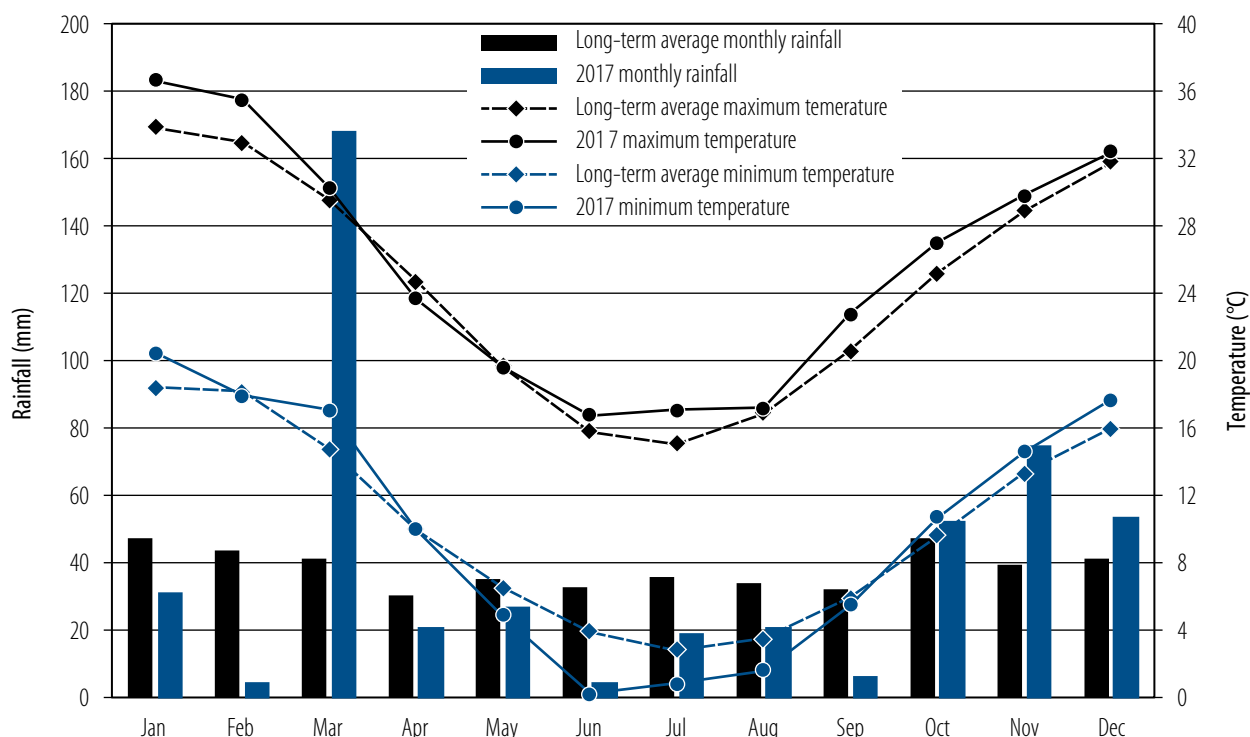 200
180
160
140
120
100
80
60
40
20
0
Rainfall (mm)
Long-term average monthly rainfall
2017 monthly rainfall
Long-term average maximum temerature
2017 maximum temperature
Long-term average minimum temperature
2017 minimum temperature
40
36
32
28
24
20
16
12
8
4
0
Temperature (°C)
Jan Feb Mar Apr May Jun Jul Aug Sep Oct Nov Dec